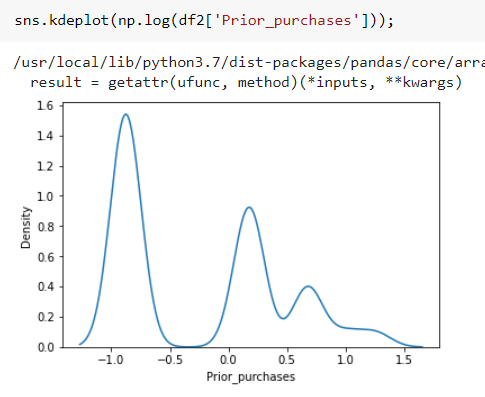 sns.kdeplot(np.log(df2['Prior_purchases']));
/usr/local/lib/python3.7/dist-packages/pandas/core/arra
result = getattr(ufunc, method)(*inputs, **kwargs)
1.6
1.4
1.2
1.0
0.8
0.6
0.4
0.2
0.0
Density
−1.0 −0.5 0.0 0.5 1.0 1.5
Prior_purchases